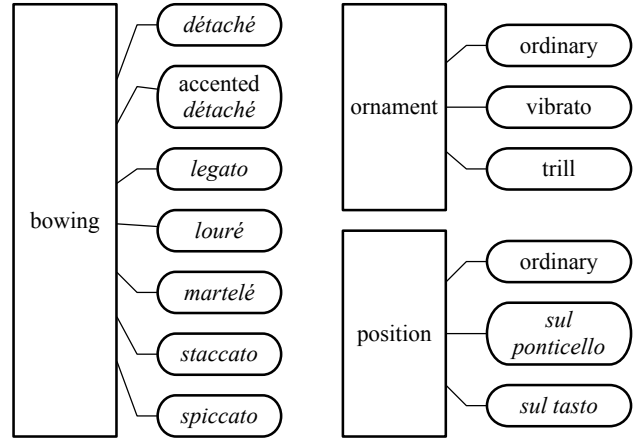 bowing
détaché
accented
détaché
legato
louré
martelé
staccato
spiccato
ornament
ordinary
vibrato
trill
position
ordinary
sul
ponticello
sul tasto